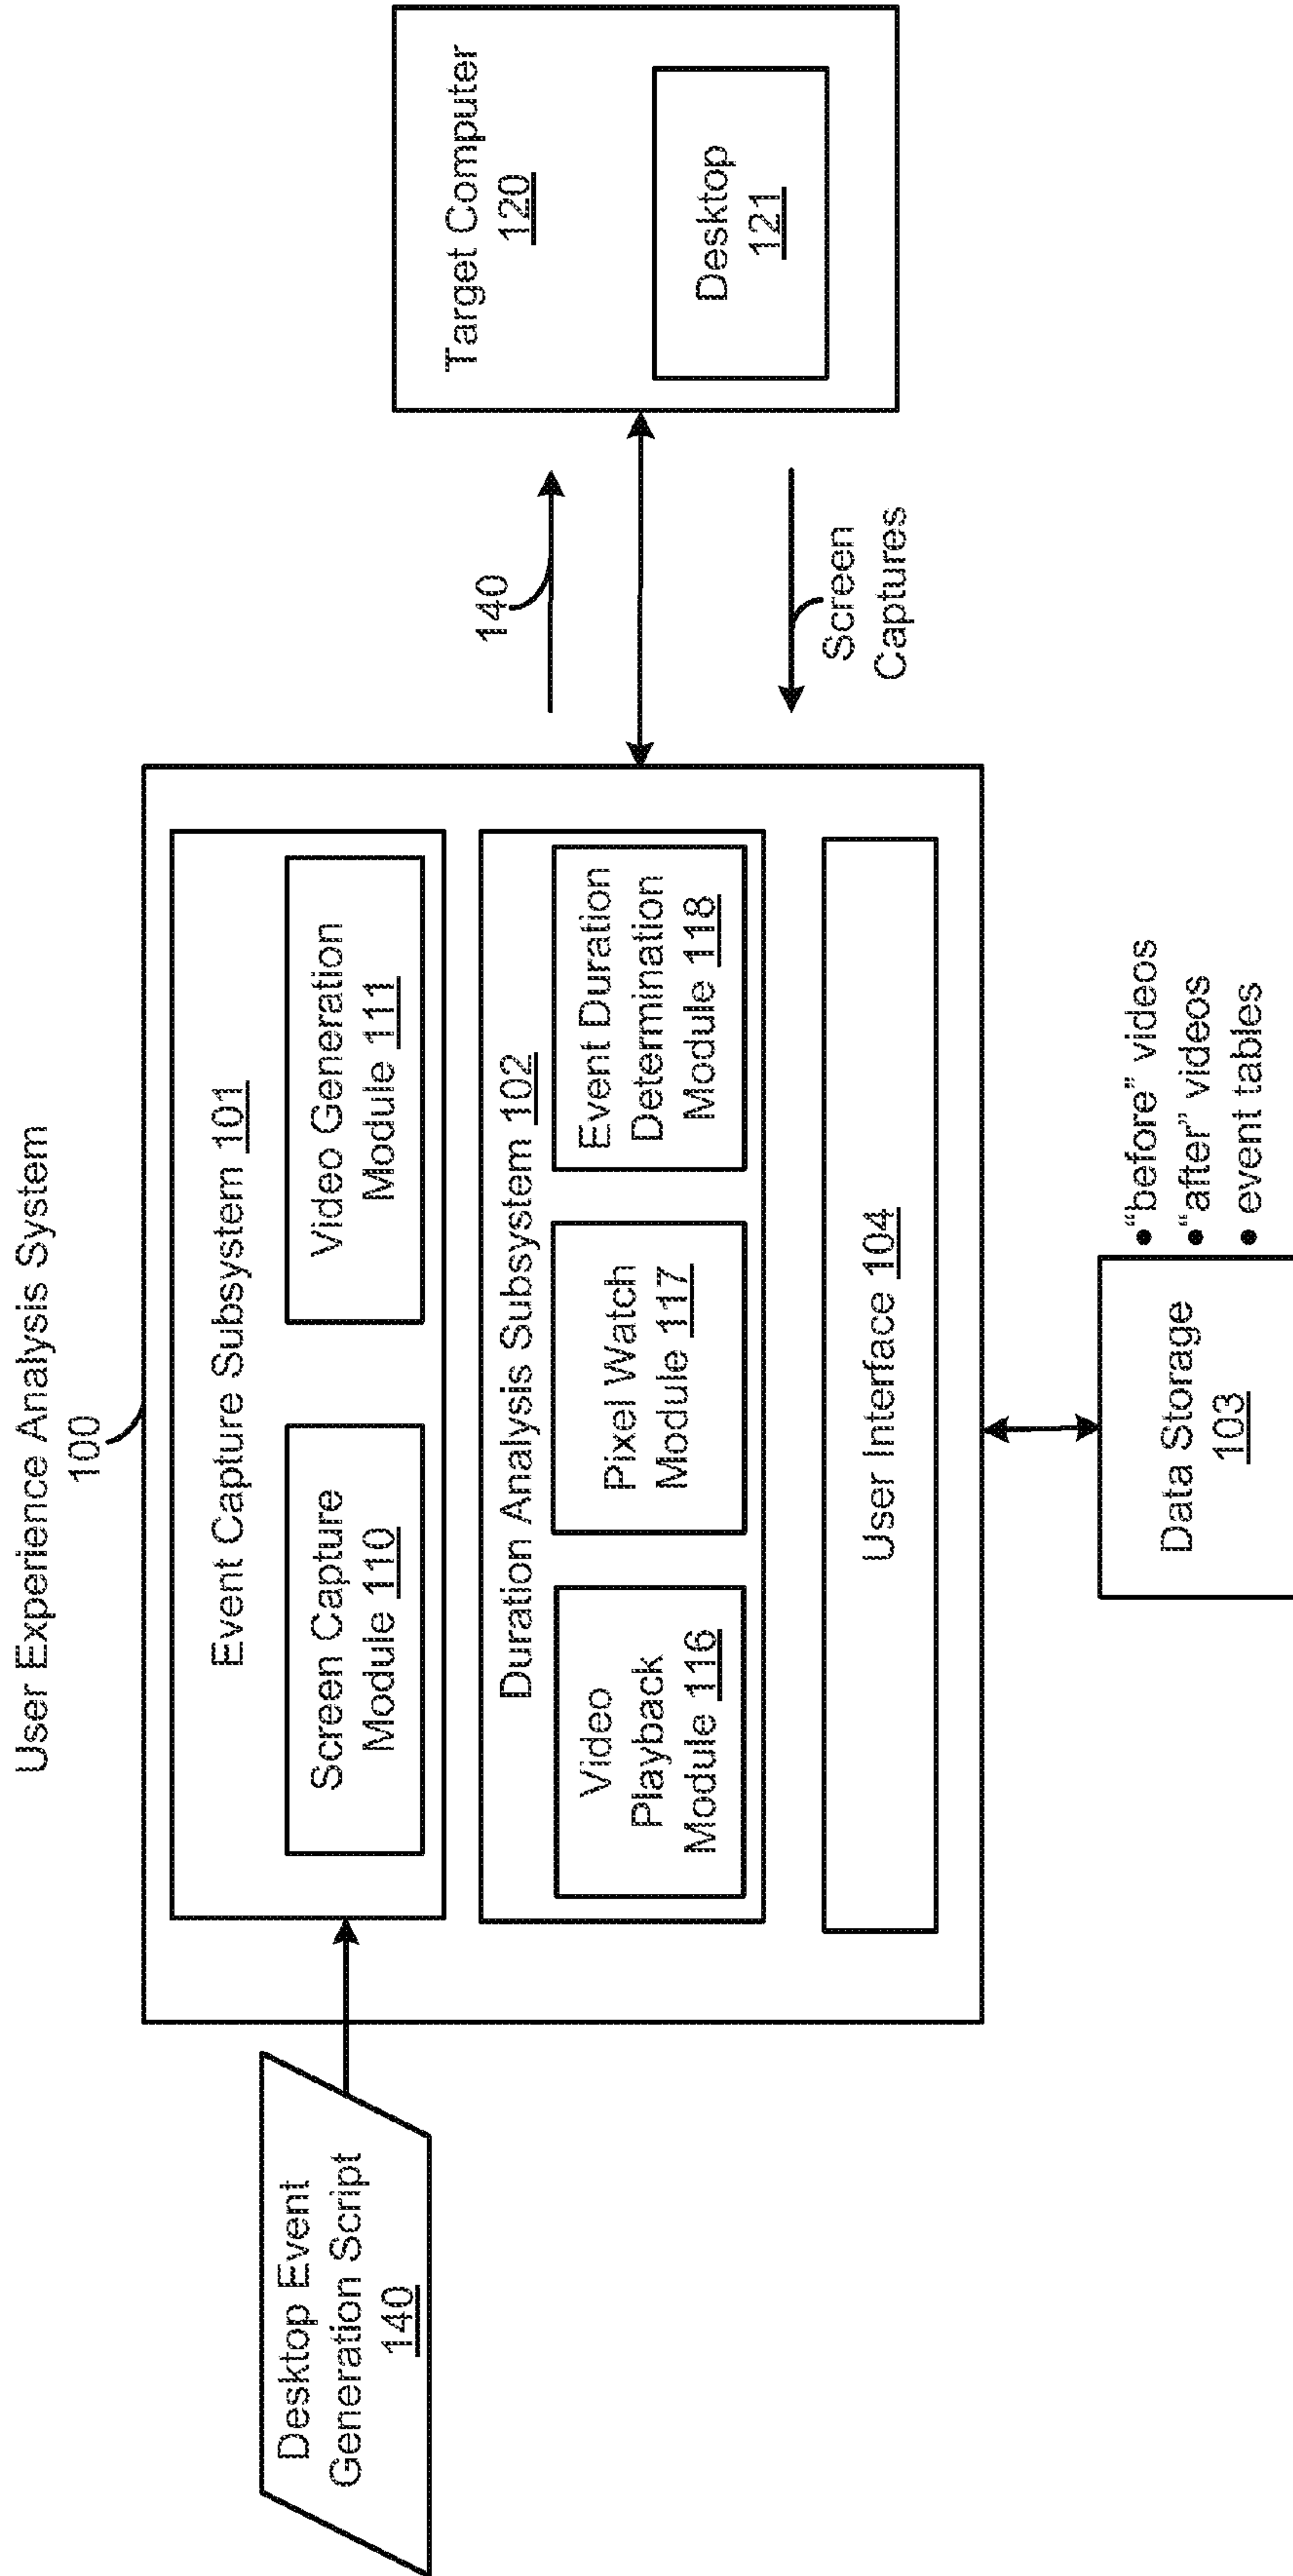 User Experience Analysis System
100
Desktop Event
Generation Script
140
Event Capture Subsystem 101
Screen Capture
Module 110
Video Generation
Module 111
Duration Analysis Subsystem 102
Video
Playback
Module 116
Pixel Watch
Module 117
Event Duration
Determination
Module 118
User Interface 104
140
Screen
Captures
Target Computer
120
Desktop
121
Data Storage
103
• "before" videos
• "after" videos
• event tables